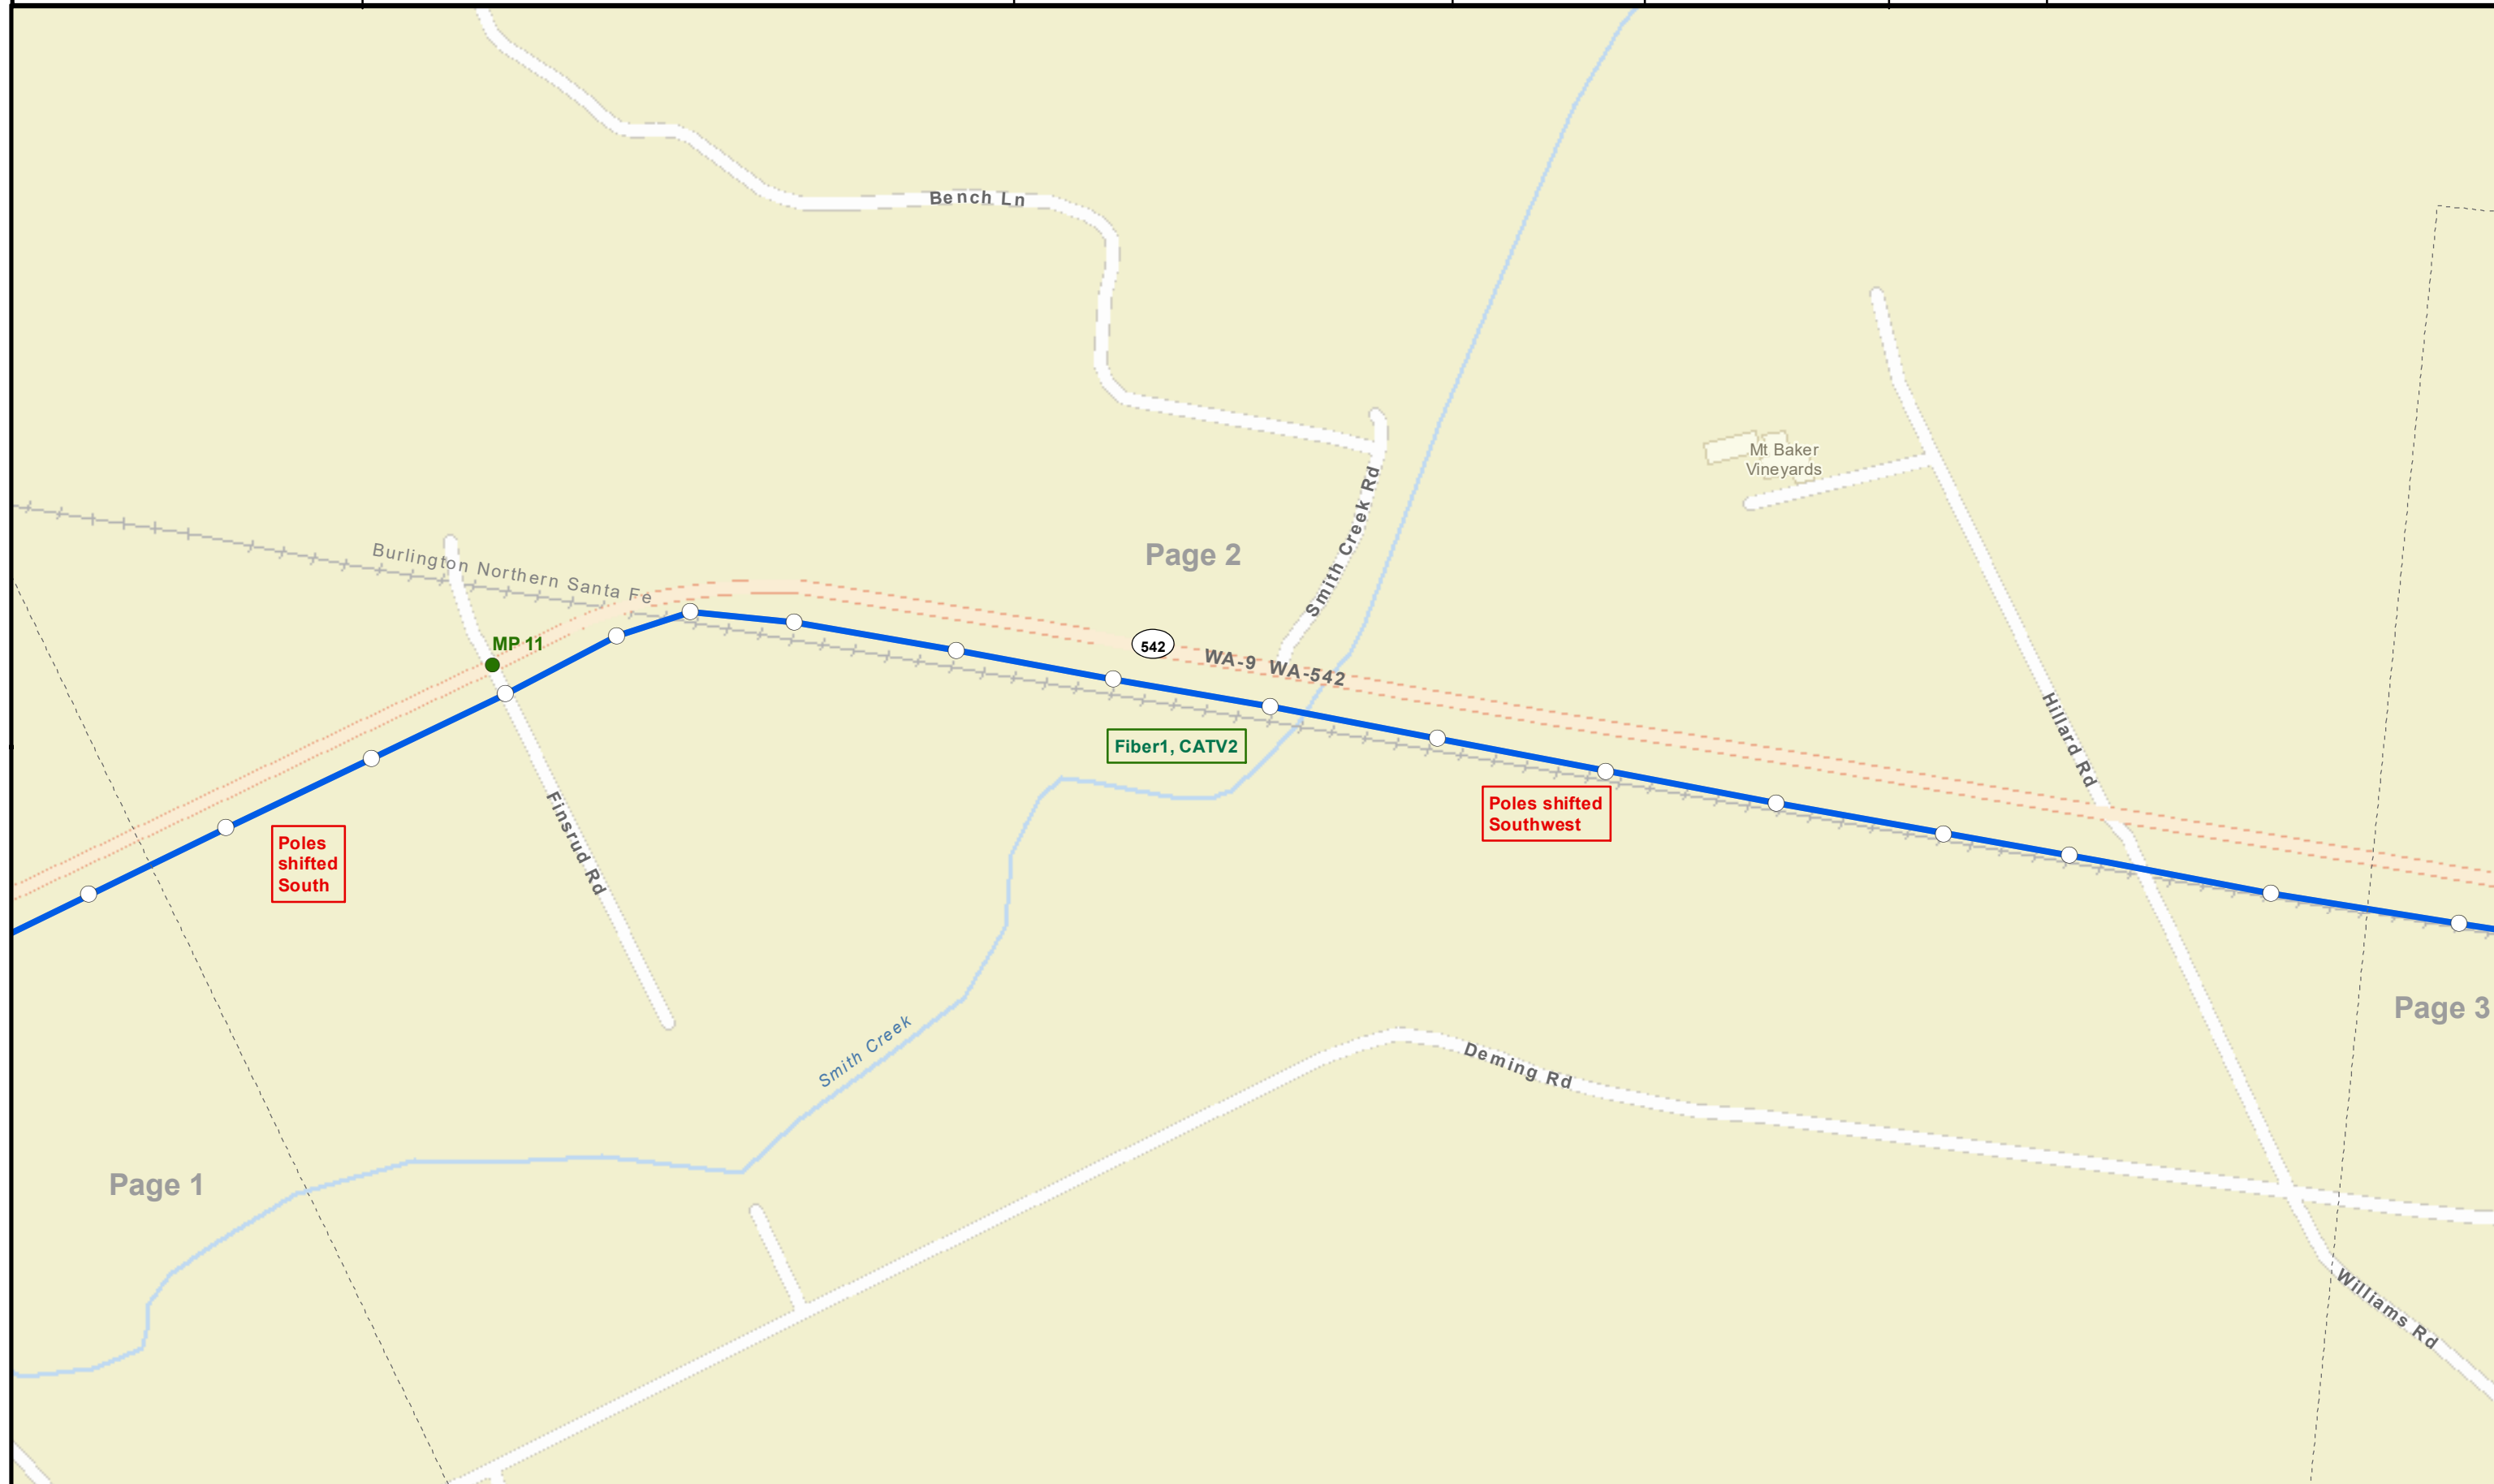 Bench Ln
Mt Baker
Vineyards
Smith Creek Rd
Page 2
Burlington Northern Santa Fe
MP 11
542
WA-9 WA-542
Hillard Rd
Fiber1, CATV2
Poles shifted
Southwest
Poles
shifted
South
Finsrud Rd
Page 3
Smith Creek
Deming Rd
Page 1
Williams Rd